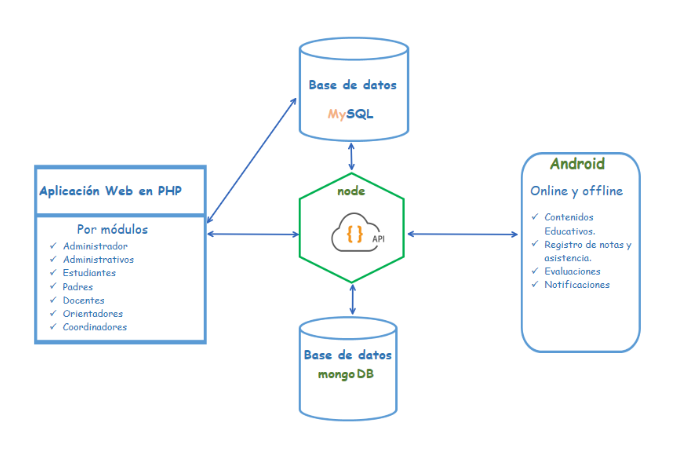 Base de datos
MySQL
Aplicación Web en PHP
Por módulos
✓ Administrador
✓ Administrativos
✓ Estudiantes
✓ Padres
✓ Docentes
✓ Orientadores
✓ Coordinadores
node
{ } API
Android
Online y offline
✓ Contenidos
Educativos.
✓ Registro de notas y
asistencia.
✓ Evaluaciones
✓ Notificaciones
Base de datos
mongoDB